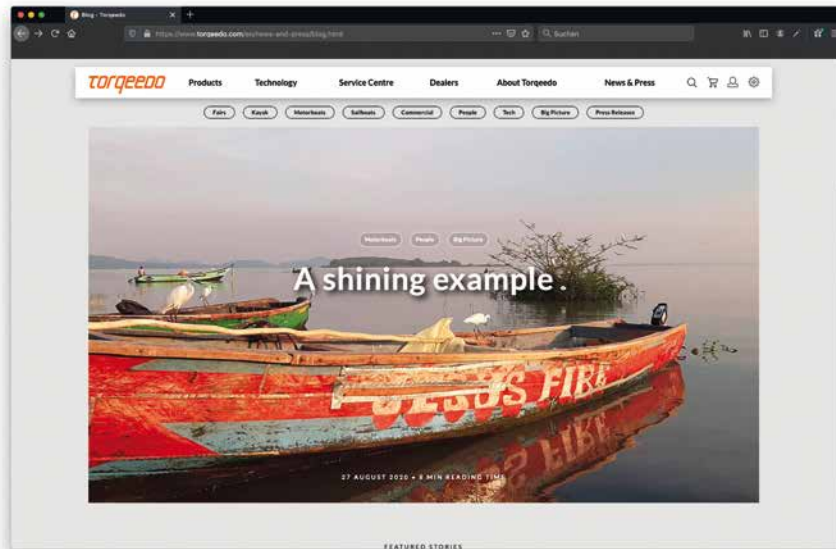 Blog – Torqeedo
https://www.torqeedo.com/en/news-and-press/blog.html
Suchen
TORQEEDO
Products Technology Service Centre Dealers About Torqeedo News & Press
Fairs Kayak Motorboats Sailboats Commercial People Tech Big Picture Press Releases
Motorboats People Big Picture
A shining example .
JESUS FIRE
27 AUGUST 2020 • 8 MIN READING TIME
FEATURED STORIES